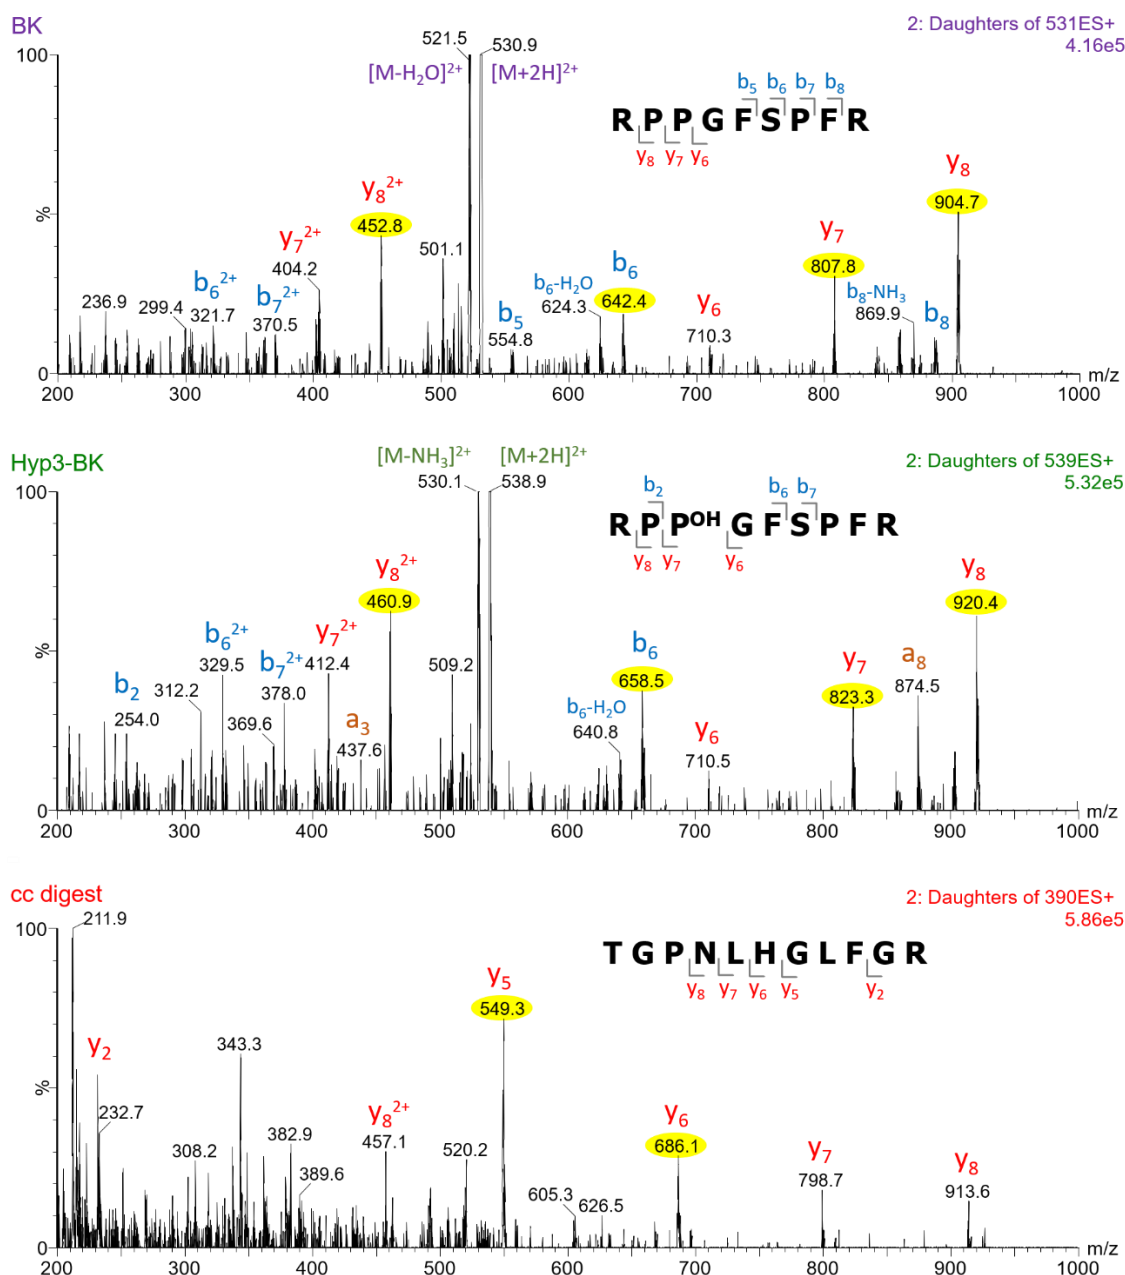 BK
2: Daughters of 531ES+
4.16e5
100
%
0
521.5
530.9
[M-H₂O]²⁺
[M+2H]²⁺
b₅ b₆ b₇ b₈
R P P G F S P F R
y₈ y₇ y₆
236.9
299.4
b₆²⁺
321.7
b₇²⁺
370.5
y₇²⁺
404.2
y₈²⁺
452.8
501.1
b₅
554.8
b₆-H₂O
624.3
b₆
642.4
y₆
710.3
y₇
807.8
b₈-NH₃
869.9
b₈
y₈
904.7
200 300 400 500 600 700 800 900 1000
m/z
Hyp3-BK
2: Daughters of 539ES+
5.32e5
100
%
0
[M-NH₃]²⁺
[M+2H]²⁺
530.1
538.9
b₂ b₆ b₇
R P Pᴼᴴ G F S P F R
y₈ y₇ y₆
b₂
254.0
312.2
b₆²⁺
329.5
369.6
b₇²⁺
378.0
y₇²⁺
412.4
a₃
437.6
y₈²⁺
460.9
509.2
b₆-H₂O
640.8
b₆
658.5
y₆
710.5
y₇
823.3
a₈
874.5
y₈
920.4
200 300 400 500 600 700 800 900 1000
m/z
cc digest
2: Daughters of 390ES+
5.86e5
100
%
0
211.9
T G P N L H G L F G R
y₈ y₇ y₆ y₅ y₂
y₂
232.7
308.2
343.3
382.9
389.6
y₈²⁺
457.1
520.2
y₅
549.3
605.3
626.5
y₆
686.1
y₇
798.7
y₈
913.6
200 300 400 500 600 700 800 900 1000
m/z